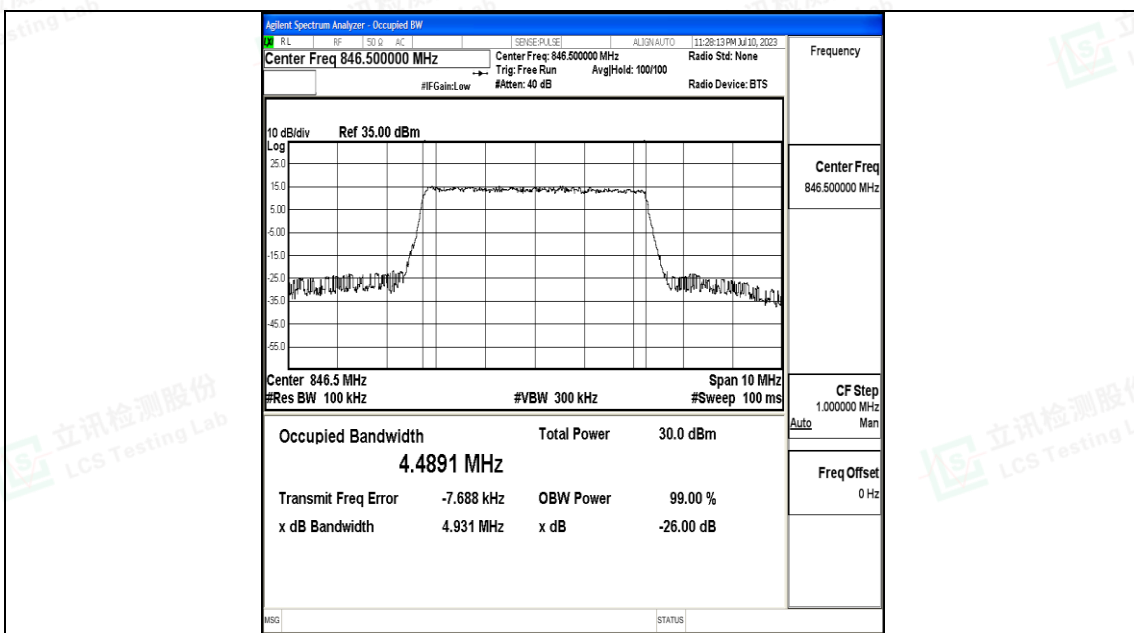 Agilent Spectrum Analyzer - Occupied BW
RL RF 50 Ω AC SENSE:PULSE ALIGN AUTO 11:28:13 PM Jul 10, 2023
Center Freq 846.500000 MHz
Center Freq: 846.500000 MHz
Radio Std: None
Trig: Free Run Avg|Hold: 100/100
#IFGain:Low #Atten: 40 dB Radio Device: BTS
10 dB/div Ref 35.00 dBm
Log
25.0
15.0
5.00
-5.00
-15.0
-25.0
-35.0
-45.0
-55.0
Center 846.5 MHz Span 10 MHz
#Res BW 100 kHz #VBW 300 kHz #Sweep 100 ms
Occupied Bandwidth Total Power 30.0 dBm
4.4891 MHz
Transmit Freq Error -7.688 kHz OBW Power 99.00 %
x dB Bandwidth 4.931 MHz x dB -26.00 dB
MSG STATUS
Frequency
Center Freq
846.500000 MHz
CF Step
1.000000 MHz
Auto Man
Freq Offset
0 Hz
立讯检测股份
LCS Testing Lab
立讯检测股份
LCS Testing L
sting Lab